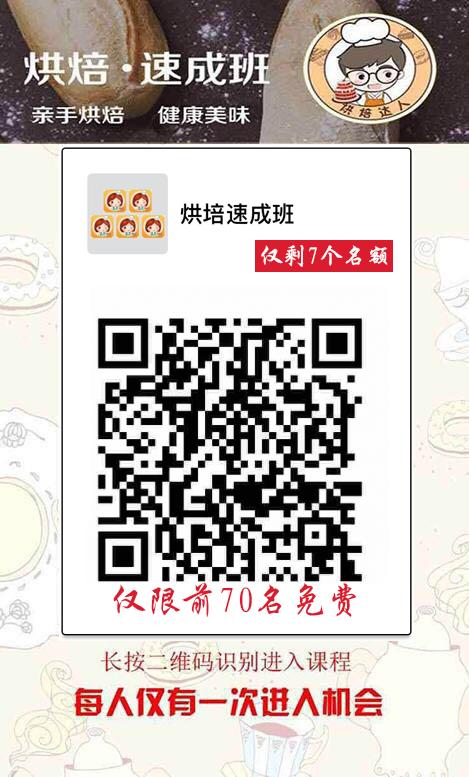 烘焙·速成班
亲手烘焙 健康美味
烘焙达人
烘培速成班
仅剩7个名额
仅限前70名免费
长按二维码识别进入课程
每人仅有一次进入机会